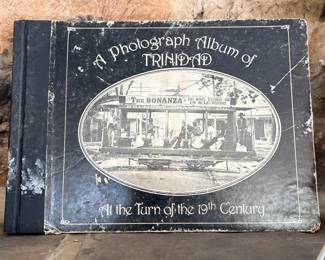 A Photograph Album of
TRINIDAD
THE BONANZA
At the Turn of the 19th Century